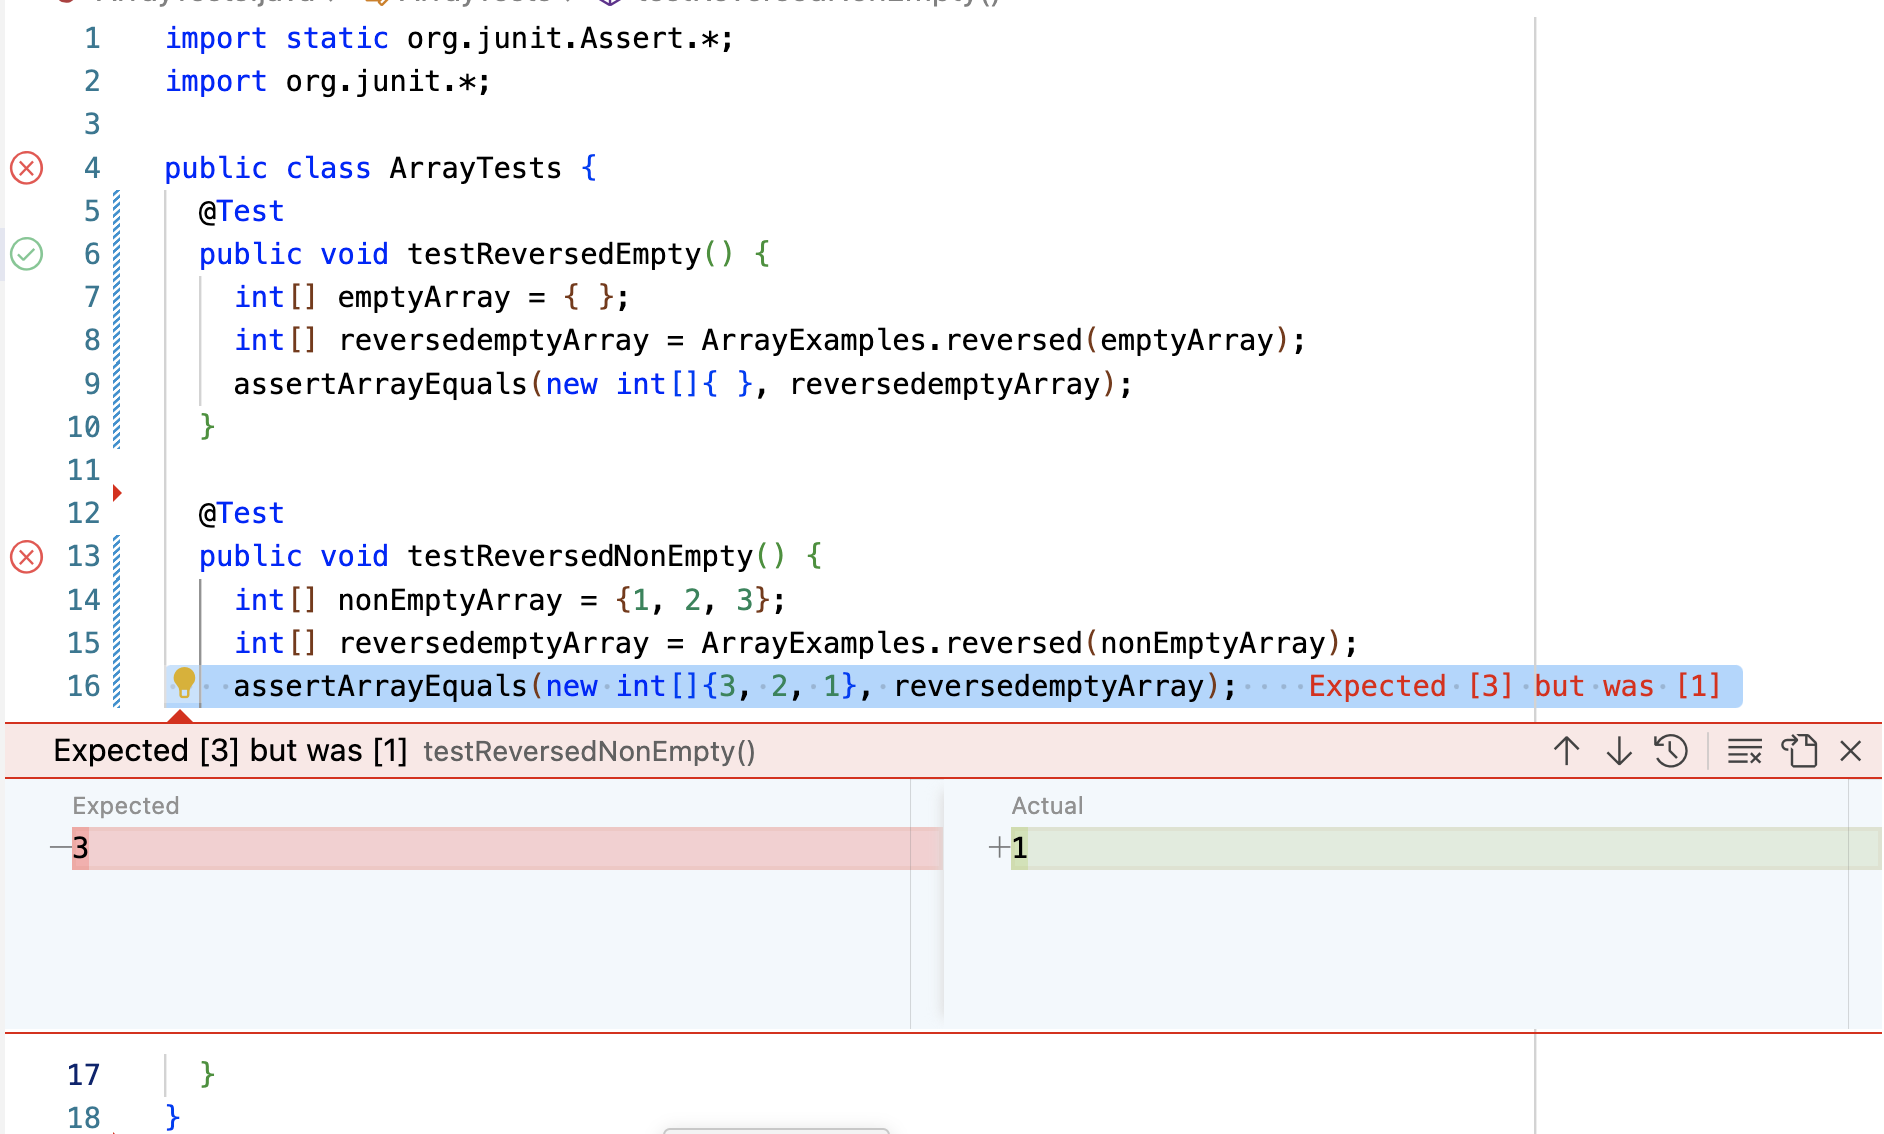 1 import static org.junit.Assert.*;
2 import org.junit.*;
3
4 public class ArrayTests {
5 @Test
6 public void testReversedEmpty() {
7 int[] emptyArray = { };
8 int[] reversedemptyArray = ArrayExamples.reversed(emptyArray);
9 assertArrayEquals(new int[]{ }, reversedemptyArray);
10 }
11
12 @Test
13 public void testReversedNonEmpty() {
14 int[] nonEmptyArray = {1, 2, 3};
15 int[] reversedemptyArray = ArrayExamples.reversed(nonEmptyArray);
16 assertArrayEquals(new int[]{3, 2, 1}, reversedemptyArray); Expected [3] but was [1]
Expected [3] but was [1] testReversedNonEmpty()
Expected Actual
3 1
17 }
18 }